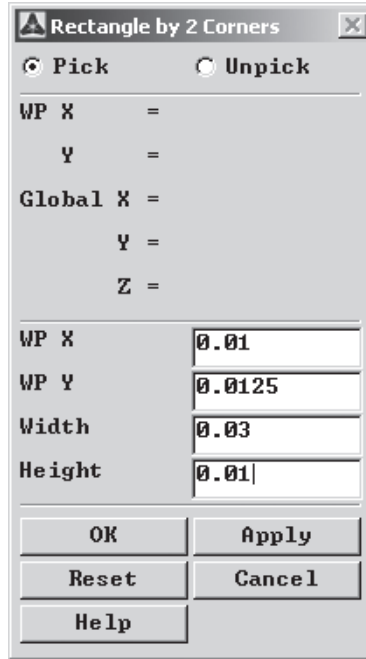 Rectangle by 2 Corners
Pick Unpick
WP X =
Y =
Global X =
Y =
Z =
WP X 0.01
WP Y 0.0125
Width 0.03
Height 0.01
OK Apply
Reset Cancel
Help